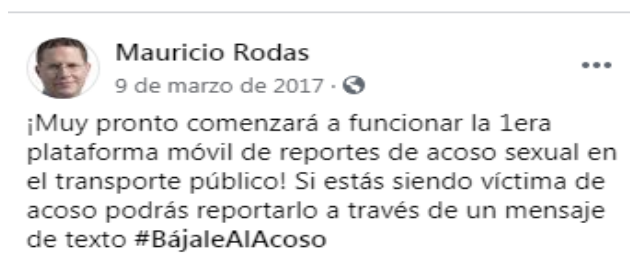 Mauricio Rodas
9 de marzo de 2017 ·
¡Muy pronto comenzará a funcionar la 1era
plataforma móvil de reportes de acoso sexual en
el transporte público! Si estás siendo víctima de
acoso podrás reportarlo a través de un mensaje
de texto #BájaleAlAcoso